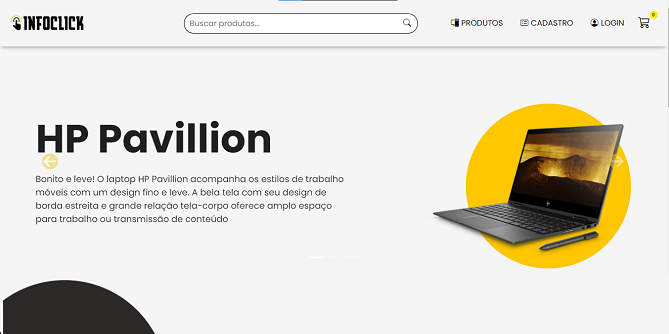 INFOCLICK
Buscar produtos...
PRODUTOS
CADASTRO
LOGIN
0
HP Pavillion
Bonito e leve! O laptop HP Pavillion acompanha os estilos de trabalho
móveis com um design fino e leve. A bela tela com seu design de
borda estreita e grande relação tela-corpo oferece amplo espaço
para trabalho ou transmissão de conteúdo